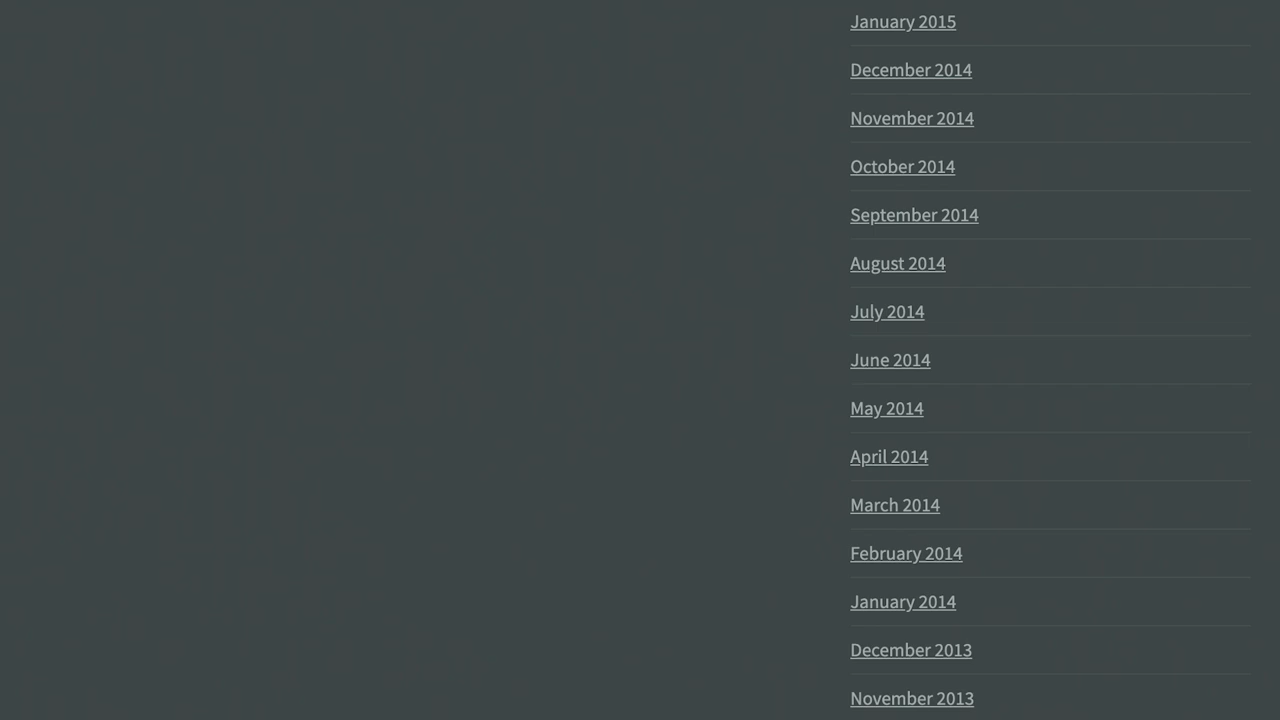 January 2015
December 2014
November 2014
October 2014
September 2014
August 2014
July 2014
June 2014
May 2014
April 2014
March 2014
February 2014
January 2014
December 2013
November 2013